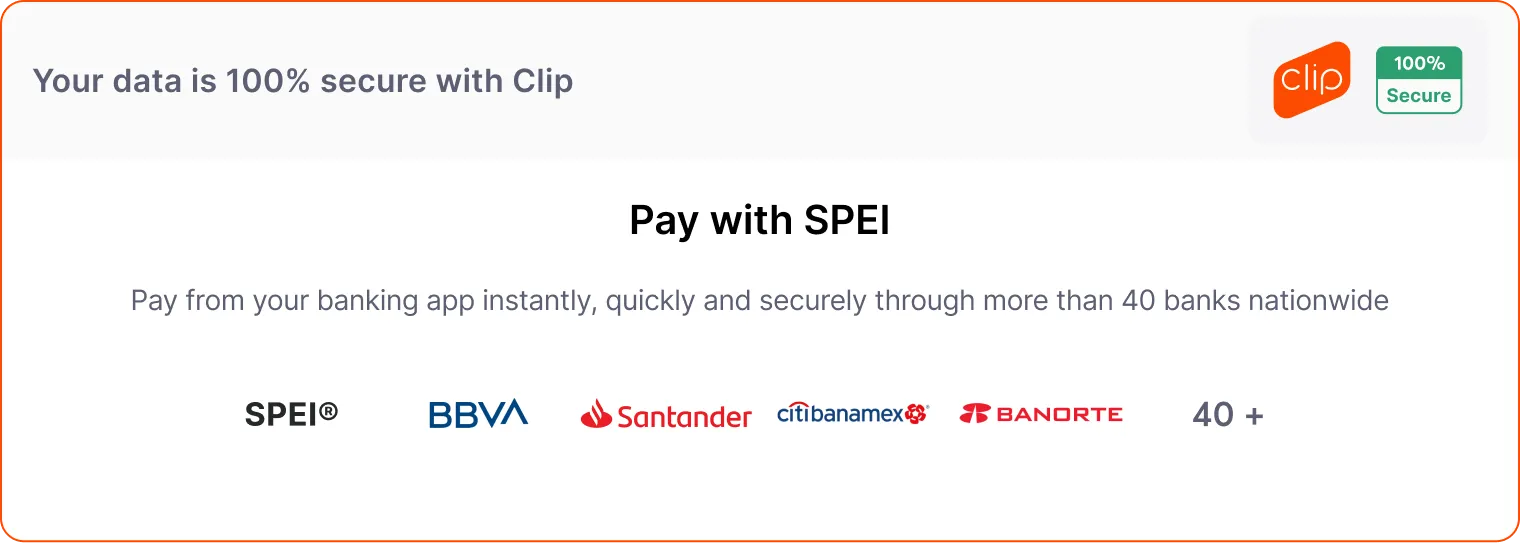 Your data is 100% secure with Clip
clip
100%
Secure
Pay with SPEI
Pay from your banking app instantly, quickly and securely through more than 40 banks nationwide
SPEI® BBVA Santander citibanamex® BANORTE 40 +